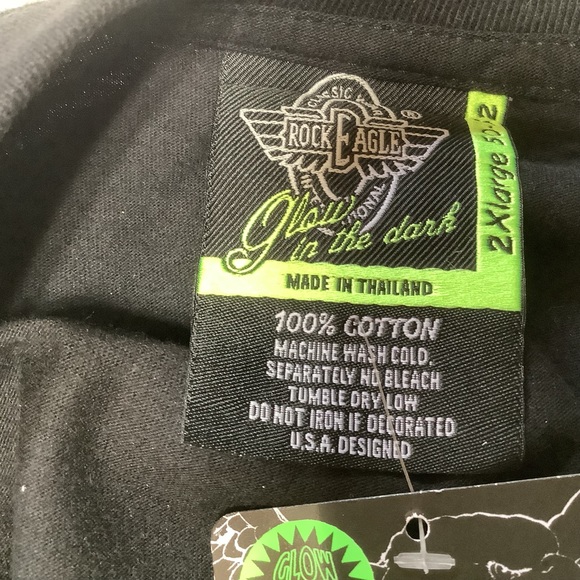 CLASSIC
®
ROCK EAGLE
Glow
in the dark
2Xlarge 50-52
MADE IN THAILAND
100% COTTON
MACHINE WASH COLD.
SEPARATELY NO BLEACH
TUMBLE DRY LOW
DO NOT IRON IF DECORATED
U.S.A. DESIGNED
GLOW